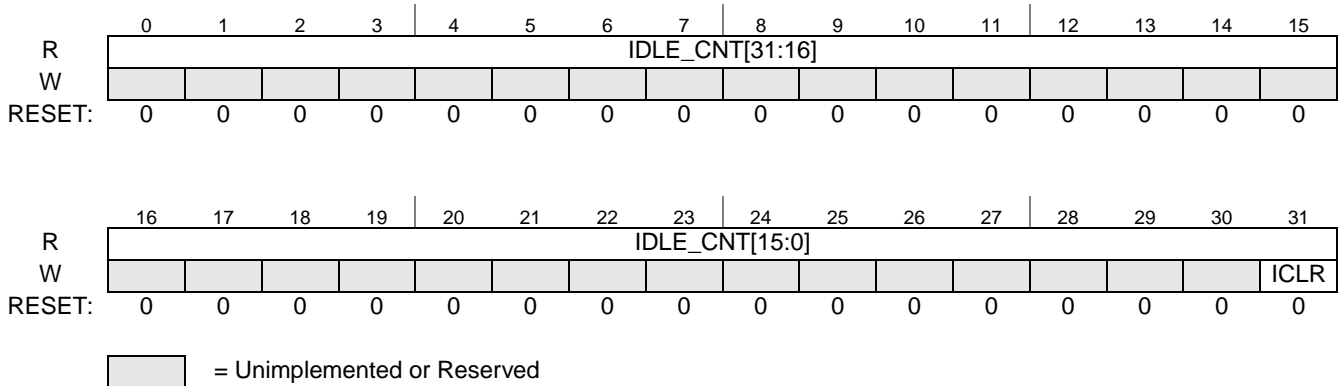 0 1 2 3 4 5 6 7 8 9 10 11 12 13 14 15
R IDLE_CNT[31:16]
W
RESET: 0 0 0 0 0 0 0 0 0 0 0 0 0 0 0 0
16 17 18 19 20 21 22 23 24 25 26 27 28 29 30 31
R IDLE_CNT[15:0]
W ICLR
RESET: 0 0 0 0 0 0 0 0 0 0 0 0 0 0 0 0
= Unimplemented or Reserved